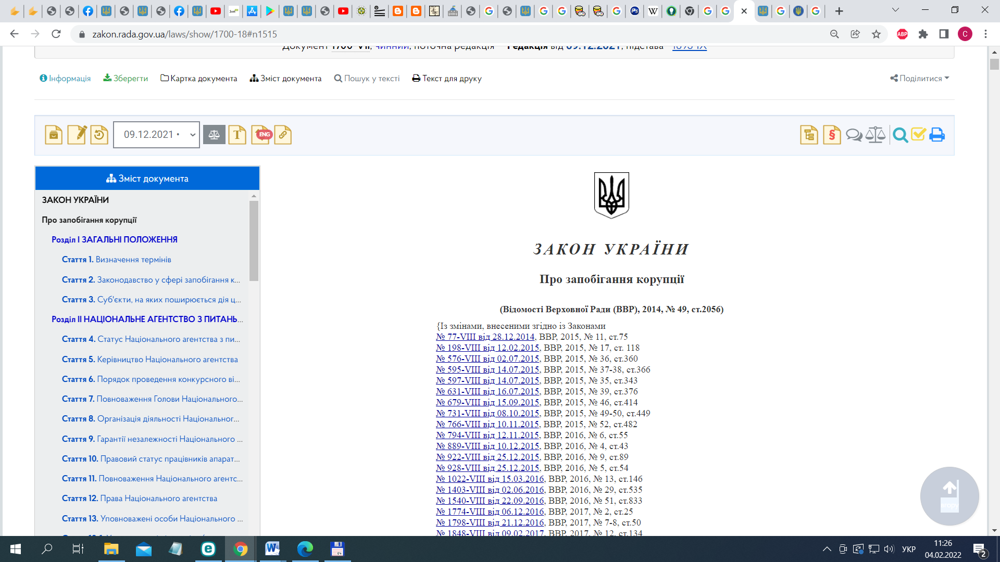 zakon.rada.gov.ua/laws/show/1700-18#n1515
Документ 1700-VII, чинний, поточна редакція — Редакція від 09.12.2021, підстава - 1893-IX
Інформація Зберегти Картка документа Зміст документа Пошук у тексті Текст для друку Поділитися
09.12.2021 •
T
ENG
§
Зміст документа
ЗАКОН УКРАЇНИ
Про запобігання корупції
Розділ I ЗАГАЛЬНІ ПОЛОЖЕННЯ
Стаття 1. Визначення термінів
Стаття 2. Законодавство у сфері запобігання к...
Стаття 3. Суб'єкти, на яких поширюється дія ц...
Розділ II НАЦІОНАЛЬНЕ АГЕНТСТВО З ПИТАНЬ...
Стаття 4. Статус Національного агентства з пи...
Стаття 5. Керівництво Національного агентства
Стаття 6. Порядок проведення конкурсного ві...
Стаття 7. Повноваження Голови Національного...
Стаття 8. Організація діяльності Національног...
Стаття 9. Гарантії незалежності Національного ...
Стаття 10. Правовий статус працівників апарат...
Стаття 11. Повноваження Національного агентс...
Стаття 12. Права Національного агентства
Стаття 13. Уповноважені особи Національного ...
ЗАКОН УКРАЇНИ
Про запобігання корупції
(Відомості Верховної Ради (ВВР), 2014, № 49, ст.2056)
{Із змінами, внесеними згідно із Законами
№ 77-VIII від 28.12.2014, ВВР, 2015, № 11, ст.75
№ 198-VIII від 12.02.2015, ВВР, 2015, № 17, ст. 118
№ 576-VIII від 02.07.2015, ВВР, 2015, № 36, ст.360
№ 595-VIII від 14.07.2015, ВВР, 2015, № 37-38, ст.366
№ 597-VIII від 14.07.2015, ВВР, 2015, № 35, ст.343
№ 631-VIII від 16.07.2015, ВВР, 2015, № 39, ст.376
№ 679-VIII від 15.09.2015, ВВР, 2015, № 46, ст.414
№ 731-VIII від 08.10.2015, ВВР, 2015, № 49-50, ст.449
№ 766-VIII від 10.11.2015, ВВР, 2015, № 52, ст.482
№ 794-VIII від 12.11.2015, ВВР, 2016, № 6, ст.55
№ 889-VIII від 10.12.2015, ВВР, 2016, № 4, ст.43
№ 922-VIII від 25.12.2015, ВВР, 2016, № 9, ст.89
№ 928-VIII від 25.12.2015, ВВР, 2016, № 5, ст.54
№ 1022-VIII від 15.03.2016, ВВР, 2016, № 13, ст.146
№ 1403-VIII від 02.06.2016, ВВР, 2016, № 29, ст.535
№ 1540-VIII від 22.09.2016, ВВР, 2016, № 51, ст.833
№ 1774-VIII від 06.12.2016, ВВР, 2017, № 2, ст.25
№ 1798-VIII від 21.12.2016, ВВР, 2017, № 7-8, ст.50
№ 1848-VIII від 09.02.2017, ВВР, 2017, № 12, ст.134
вгору
УКР
11:26
04.02.2022
2